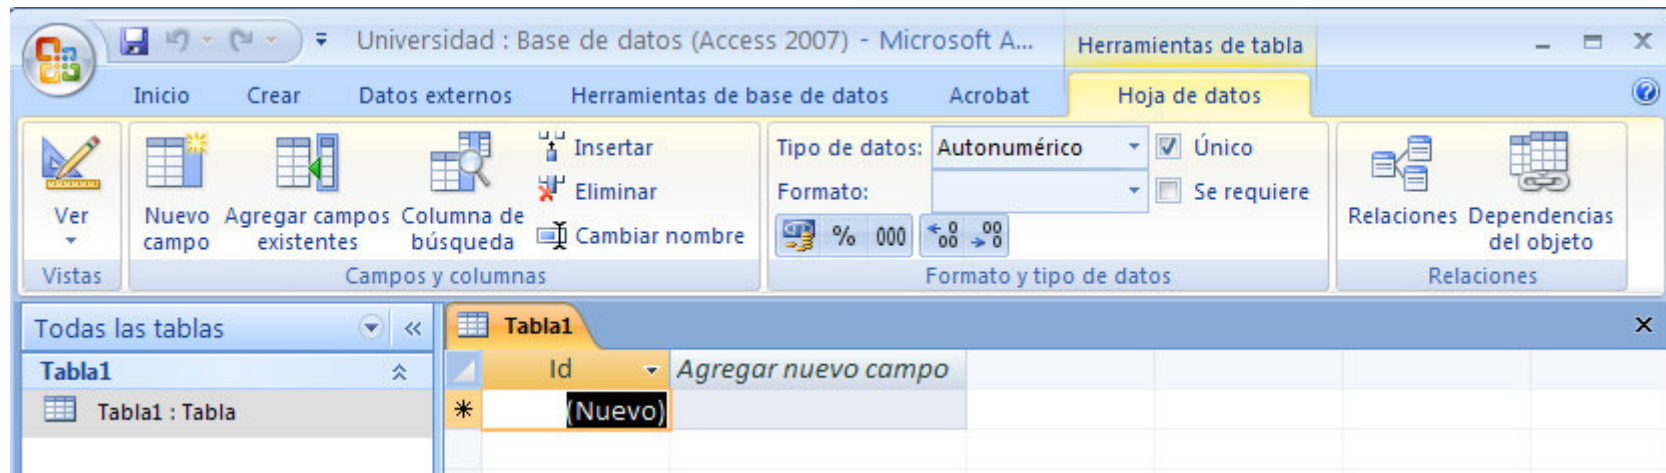 Universidad : Base de datos (Access 2007) - Microsoft A...
Herramientas de tabla
Inicio Crear Datos externos Herramientas de base de datos Acrobat Hoja de datos
Ver
Vistas
Nuevo campo
Agregar campos existentes
Columna de búsqueda
Insertar
Eliminar
Cambiar nombre
Campos y columnas
Tipo de datos: Autonumérico
Único
Formato:
Se requiere
% 000
Formato y tipo de datos
Relaciones
Dependencias del objeto
Relaciones
Todas las tablas
Tabla1
Tabla1 : Tabla
Tabla1
Id Agregar nuevo campo
(Nuevo)